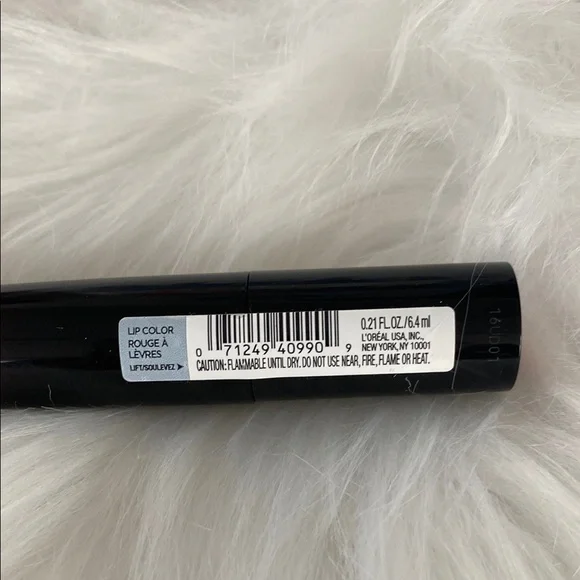 LIP COLOR
ROUGE À
LÈVRES
LIFT/SOULEVEZ
0 71249 40990 9
0.21 FL.OZ./6.4 ml
L'ORÉAL USA, INC.,
NEW YORK, NY 10001
CAUTION: FLAMMABLE UNTIL DRY. DO NOT USE NEAR, FIRE, FLAME OR HEAT.